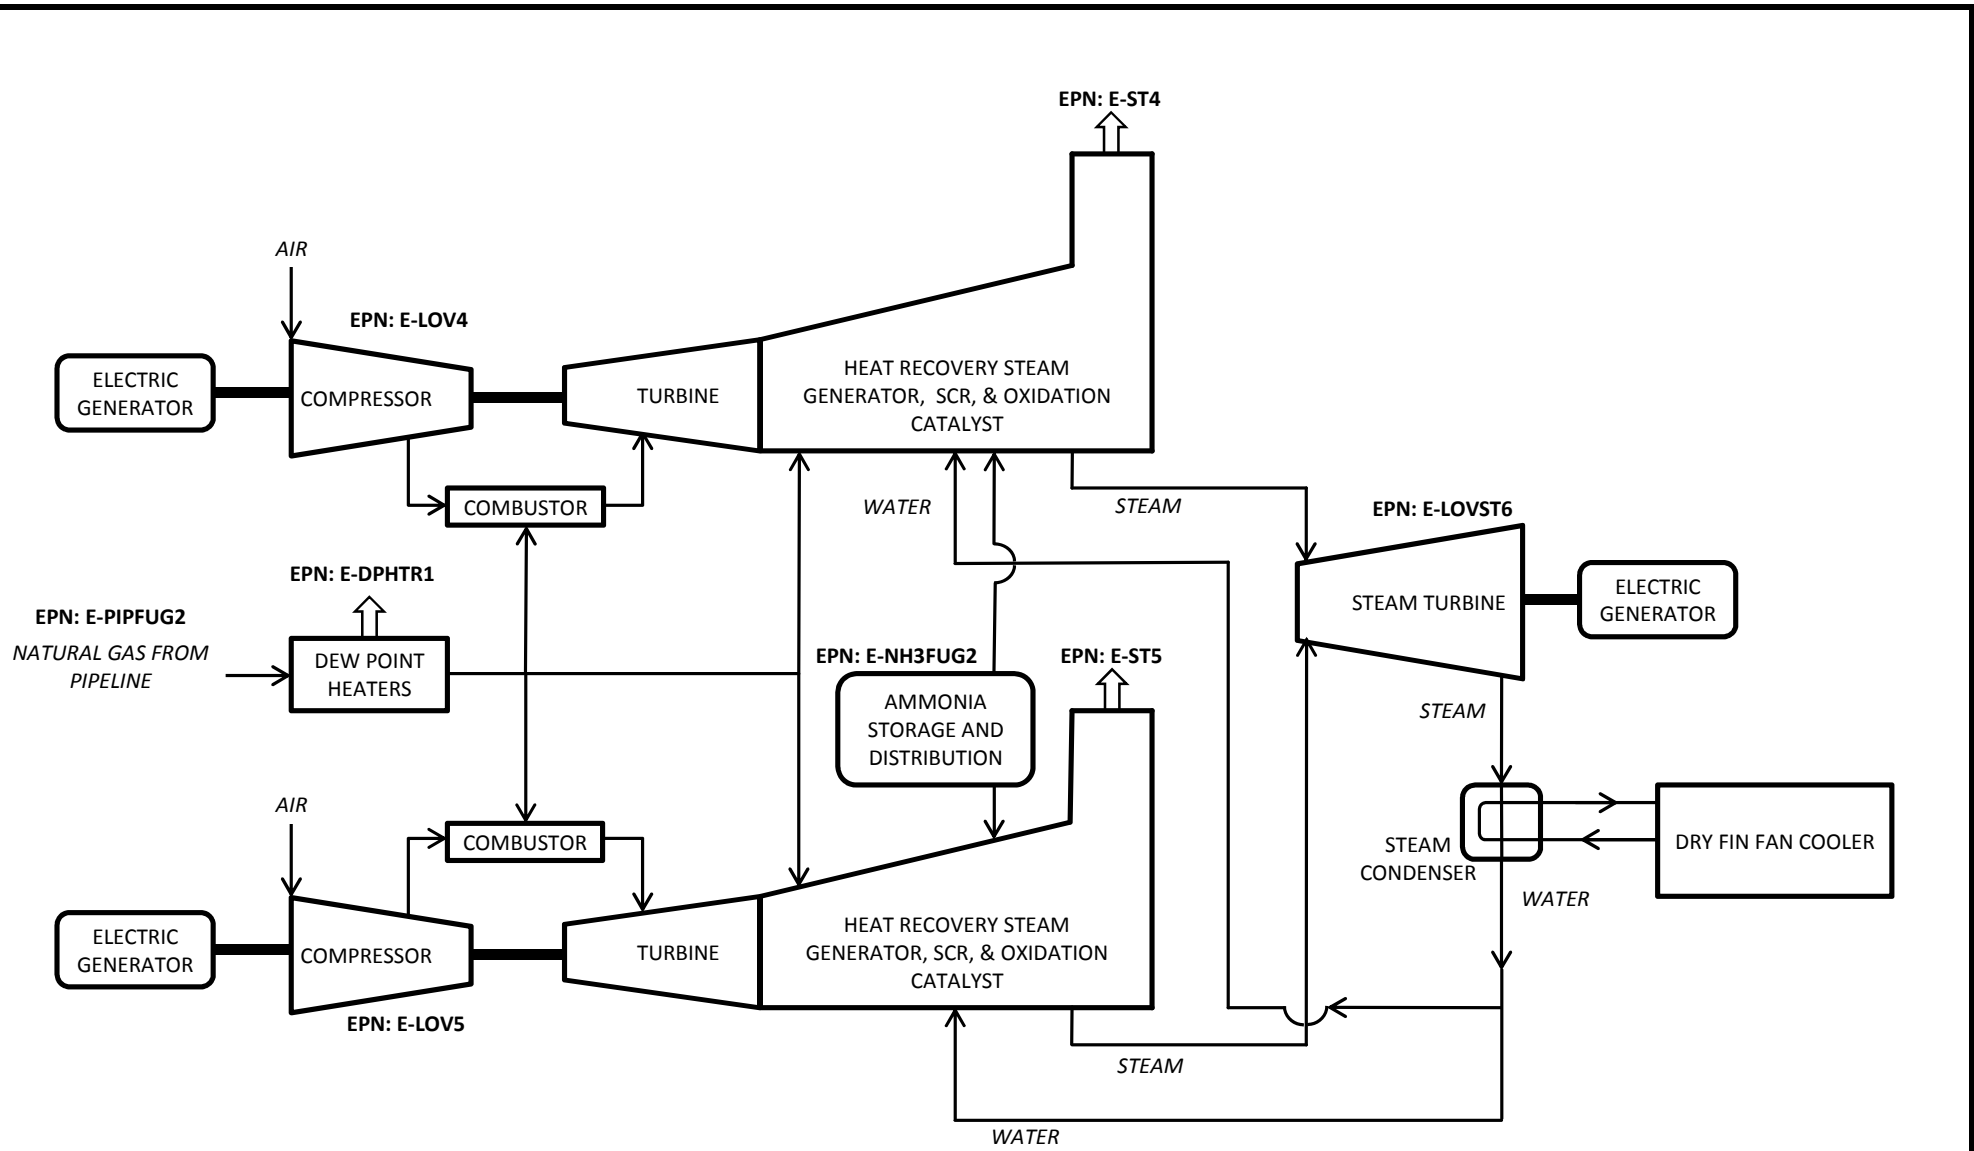 EPN: E-ST4
AIR
EPN: E-LOV4
ELECTRIC
GENERATOR
COMPRESSOR
TURBINE
HEAT RECOVERY STEAM
GENERATOR, SCR, & OXIDATION
CATALYST
COMBUSTOR
WATER
STEAM
EPN: E-LOVST6
EPN: E-DPHTR1
EPN: E-PIPFUG2
NATURAL GAS FROM
PIPELINE
DEW POINT
HEATERS
STEAM TURBINE
ELECTRIC
GENERATOR
EPN: E-NH3FUG2
AMMONIA
STORAGE AND
DISTRIBUTION
EPN: E-ST5
STEAM
AIR
COMBUSTOR
STEAM
CONDENSER
DRY FIN FAN COOLER
WATER
ELECTRIC
GENERATOR
COMPRESSOR
EPN: E-LOV5
TURBINE
HEAT RECOVERY STEAM
GENERATOR, SCR, & OXIDATION
CATALYST
STEAM
WATER